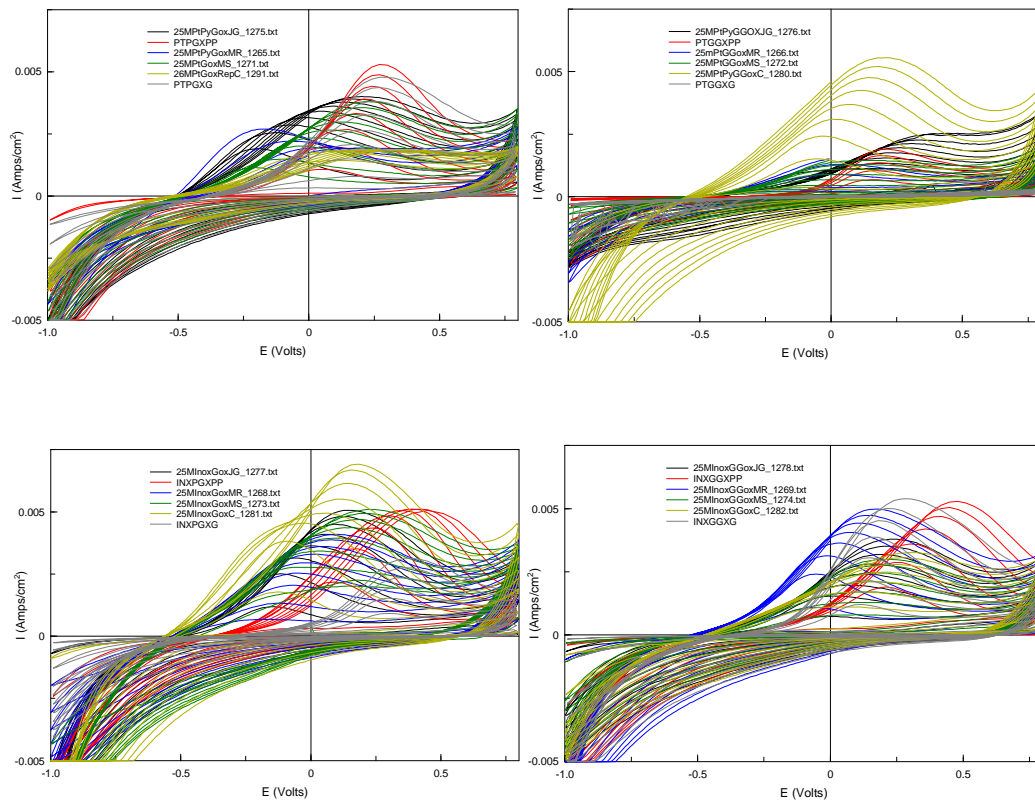 25MPtPyGoxJG_1275.txt
PTPGXPP
25MPtPyGoxMR_1265.txt
25MPtGoxMS_1271.txt
26MPtGoxRepC_1291.txt
PTPGXG
0.005
0
-0.005
I (Amps/cm2)
-1.0 -0.5 0 0.5
E (Volts)
25MPtPyGGOXJG_1276.txt
PTGGXPP
25mPtGGoxMR_1266.txt
25MPtGGoxMS_1272.txt
25MPtPyGGoxC_1280.txt
PTGGXG
0.005
0
-0.005
I (Amps/cm2)
-1.0 -0.5 0 0.5
E (Volts)
25MInoxGoxJG_1277.txt
INXPGXPP
25MInoxGoxMR_1268.txt
25MInoxGoxMS_1273.txt
25MInoxGoxC_1281.txt
INXPGXG
0.005
0
-0.005
I (Amps/cm2)
-1.0 -0.5 0 0.5
E (Volts)
25MInoxGGoxJG_1278.txt
INXGGXPP
25MInoxGGoxMR_1269.txt
25MInoxGGoxMS_1274.txt
25MInoxGGoxC_1282.txt
INXGGXG
0.005
0
-0.005
I (Amps/cm2)
-1.0 -0.5 0 0.5
E (Volts)